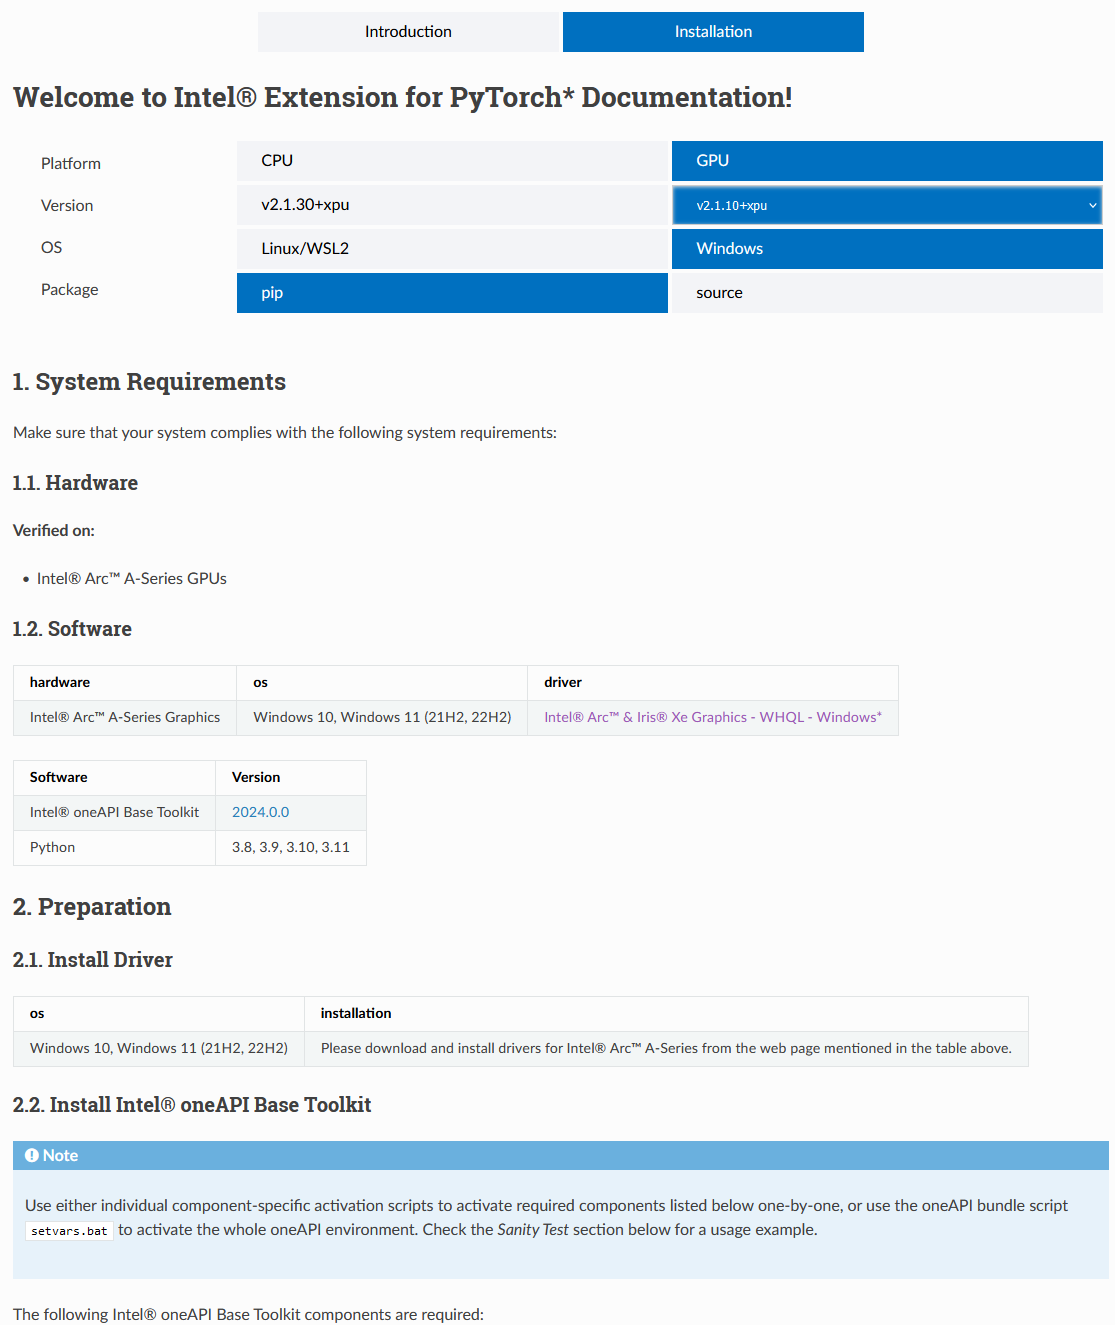 Introduction
Installation
Welcome to Intel® Extension for PyTorch* Documentation!
Platform
CPU
GPU
Version
v2.1.30+xpu
v2.1.10+xpu
OS
Linux/WSL2
Windows
Package
pip
source
1. System Requirements
Make sure that your system complies with the following system requirements:
1.1. Hardware
Verified on:
• Intel® Arc™ A-Series GPUs
1.2. Software
hardware
os
driver
Intel® Arc™ A-Series Graphics
Windows 10, Windows 11 (21H2, 22H2)
Intel® Arc™ & Iris® Xe Graphics - WHQL - Windows*
Software
Version
Intel® oneAPI Base Toolkit
2024.0.0
Python
3.8, 3.9, 3.10, 3.11
2. Preparation
2.1. Install Driver
os
installation
Windows 10, Windows 11 (21H2, 22H2)
Please download and install drivers for Intel® Arc™ A-Series from the web page mentioned in the table above.
2.2. Install Intel® oneAPI Base Toolkit
Note
Use either individual component-specific activation scripts to activate required components listed below one-by-one, or use the oneAPI bundle script
setvars.bat to activate the whole oneAPI environment. Check the Sanity Test section below for a usage example.
The following Intel® oneAPI Base Toolkit components are required: